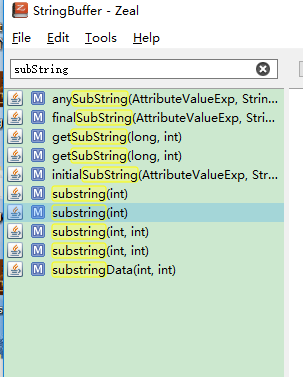 StringBuffer - Zeal
File Edit Tools Help
subString
M anySubString(AttributeValueExp, Strin...
M finalSubString(AttributeValueExp, Str...
M getSubString(long, int)
M getSubString(long, int)
M initialSubString(AttributeValueExp, Str...
M substring(int)
M substring(int)
M substring(int, int)
M substring(int, int)
M substringData(int, int)